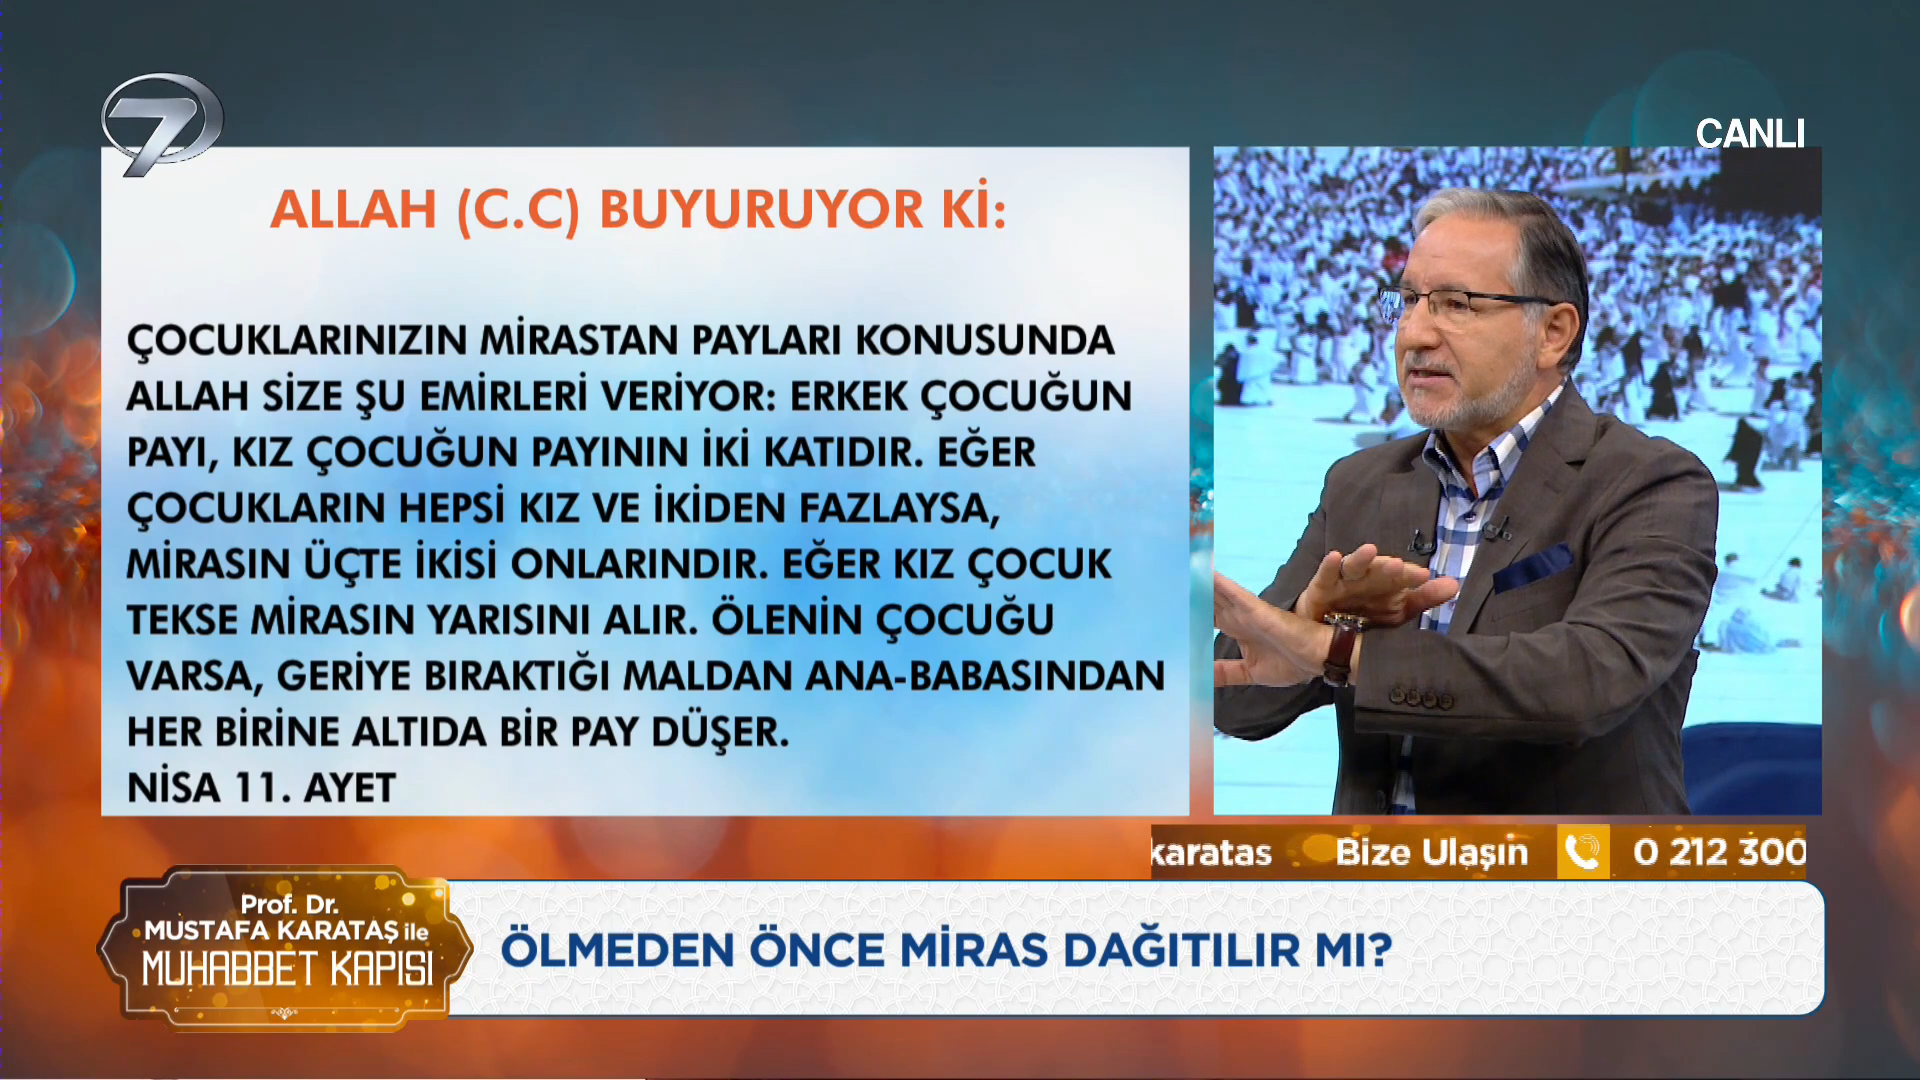 7
CANLI
ALLAH (C.C) BUYURUYOR Kİ:
ÇOCUKLARINIZIN MİRASTAN PAYLARI KONUSUNDA
ALLAH SİZE ŞU EMİRLERİ VERİYOR: ERKEK ÇOCUĞUN
PAYI, KIZ ÇOCUĞUN PAYININ İKİ KATIDIR. EĞER
ÇOCUKLARIN HEPSİ KIZ VE İKİDEN FAZLAYSA,
MİRASIN ÜÇTE İKİSİ ONLARINDIR. EĞER KIZ ÇOCUK
TEKSE MİRASIN YARISINI ALIR. ÖLENİN ÇOCUĞU
VARSA, GERİYE BIRAKTIĞI MALDAN ANA-BABASINDAN
HER BİRİNE ALTIDA BİR PAY DÜŞER.
NİSA 11. AYET
karatas Bize Ulaşın 0 212 300
Prof. Dr.
MUSTAFA KARATAŞ ile
MUHABBET KAPISI
ÖLMEDEN ÖNCE MİRAS DAĞITILIR MI?